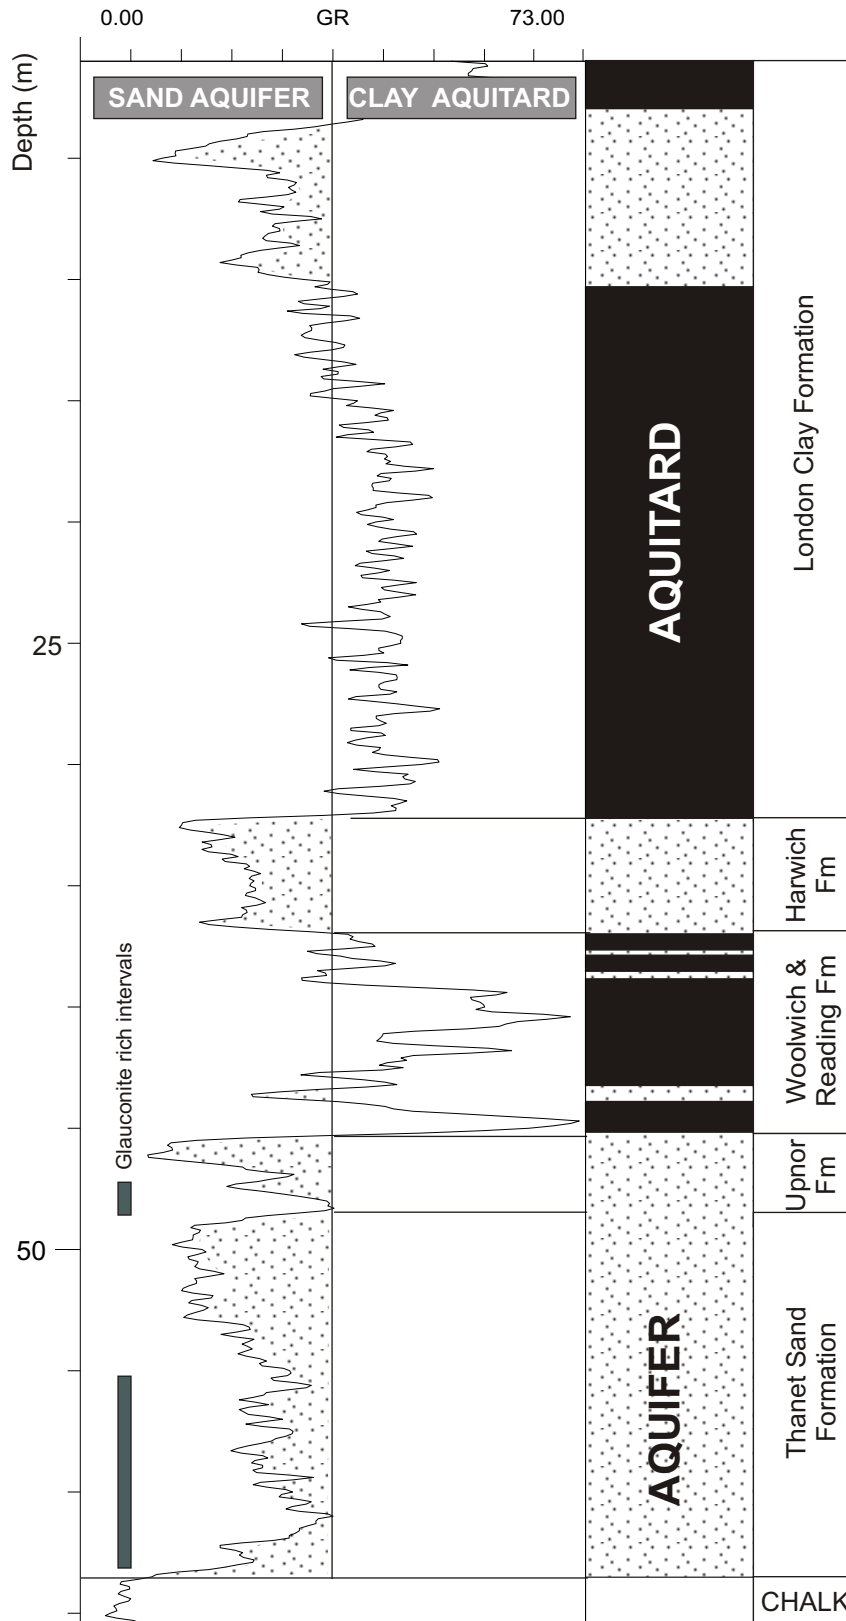 0.00 GR 73.00
Depth (m)
SAND AQUIFER
CLAY AQUITARD
AQUITARD
London Clay Formation
25
Harwich
Fm
Glauconite rich intervals
Woolwich &
Reading Fm
Upnor
Fm
50
AQUIFER
Thanet Sand
Formation
CHALK